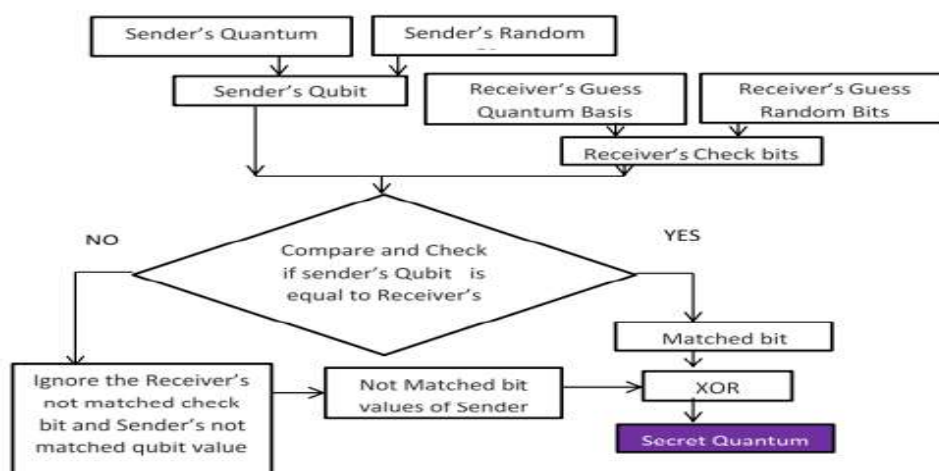 Sender's Quantum
Sender's Random
Sender's Qubit
Receiver's Guess
Quantum Basis
Receiver's Guess
Random Bits
Receiver's Check bits
NO
YES
Compare and Check
if sender's Qubit is
equal to Receiver's
Matched bit
Ignore the Receiver's
not matched check
bit and Sender's not
matched qubit value
Not Matched bit
values of Sender
XOR
Secret Quantum